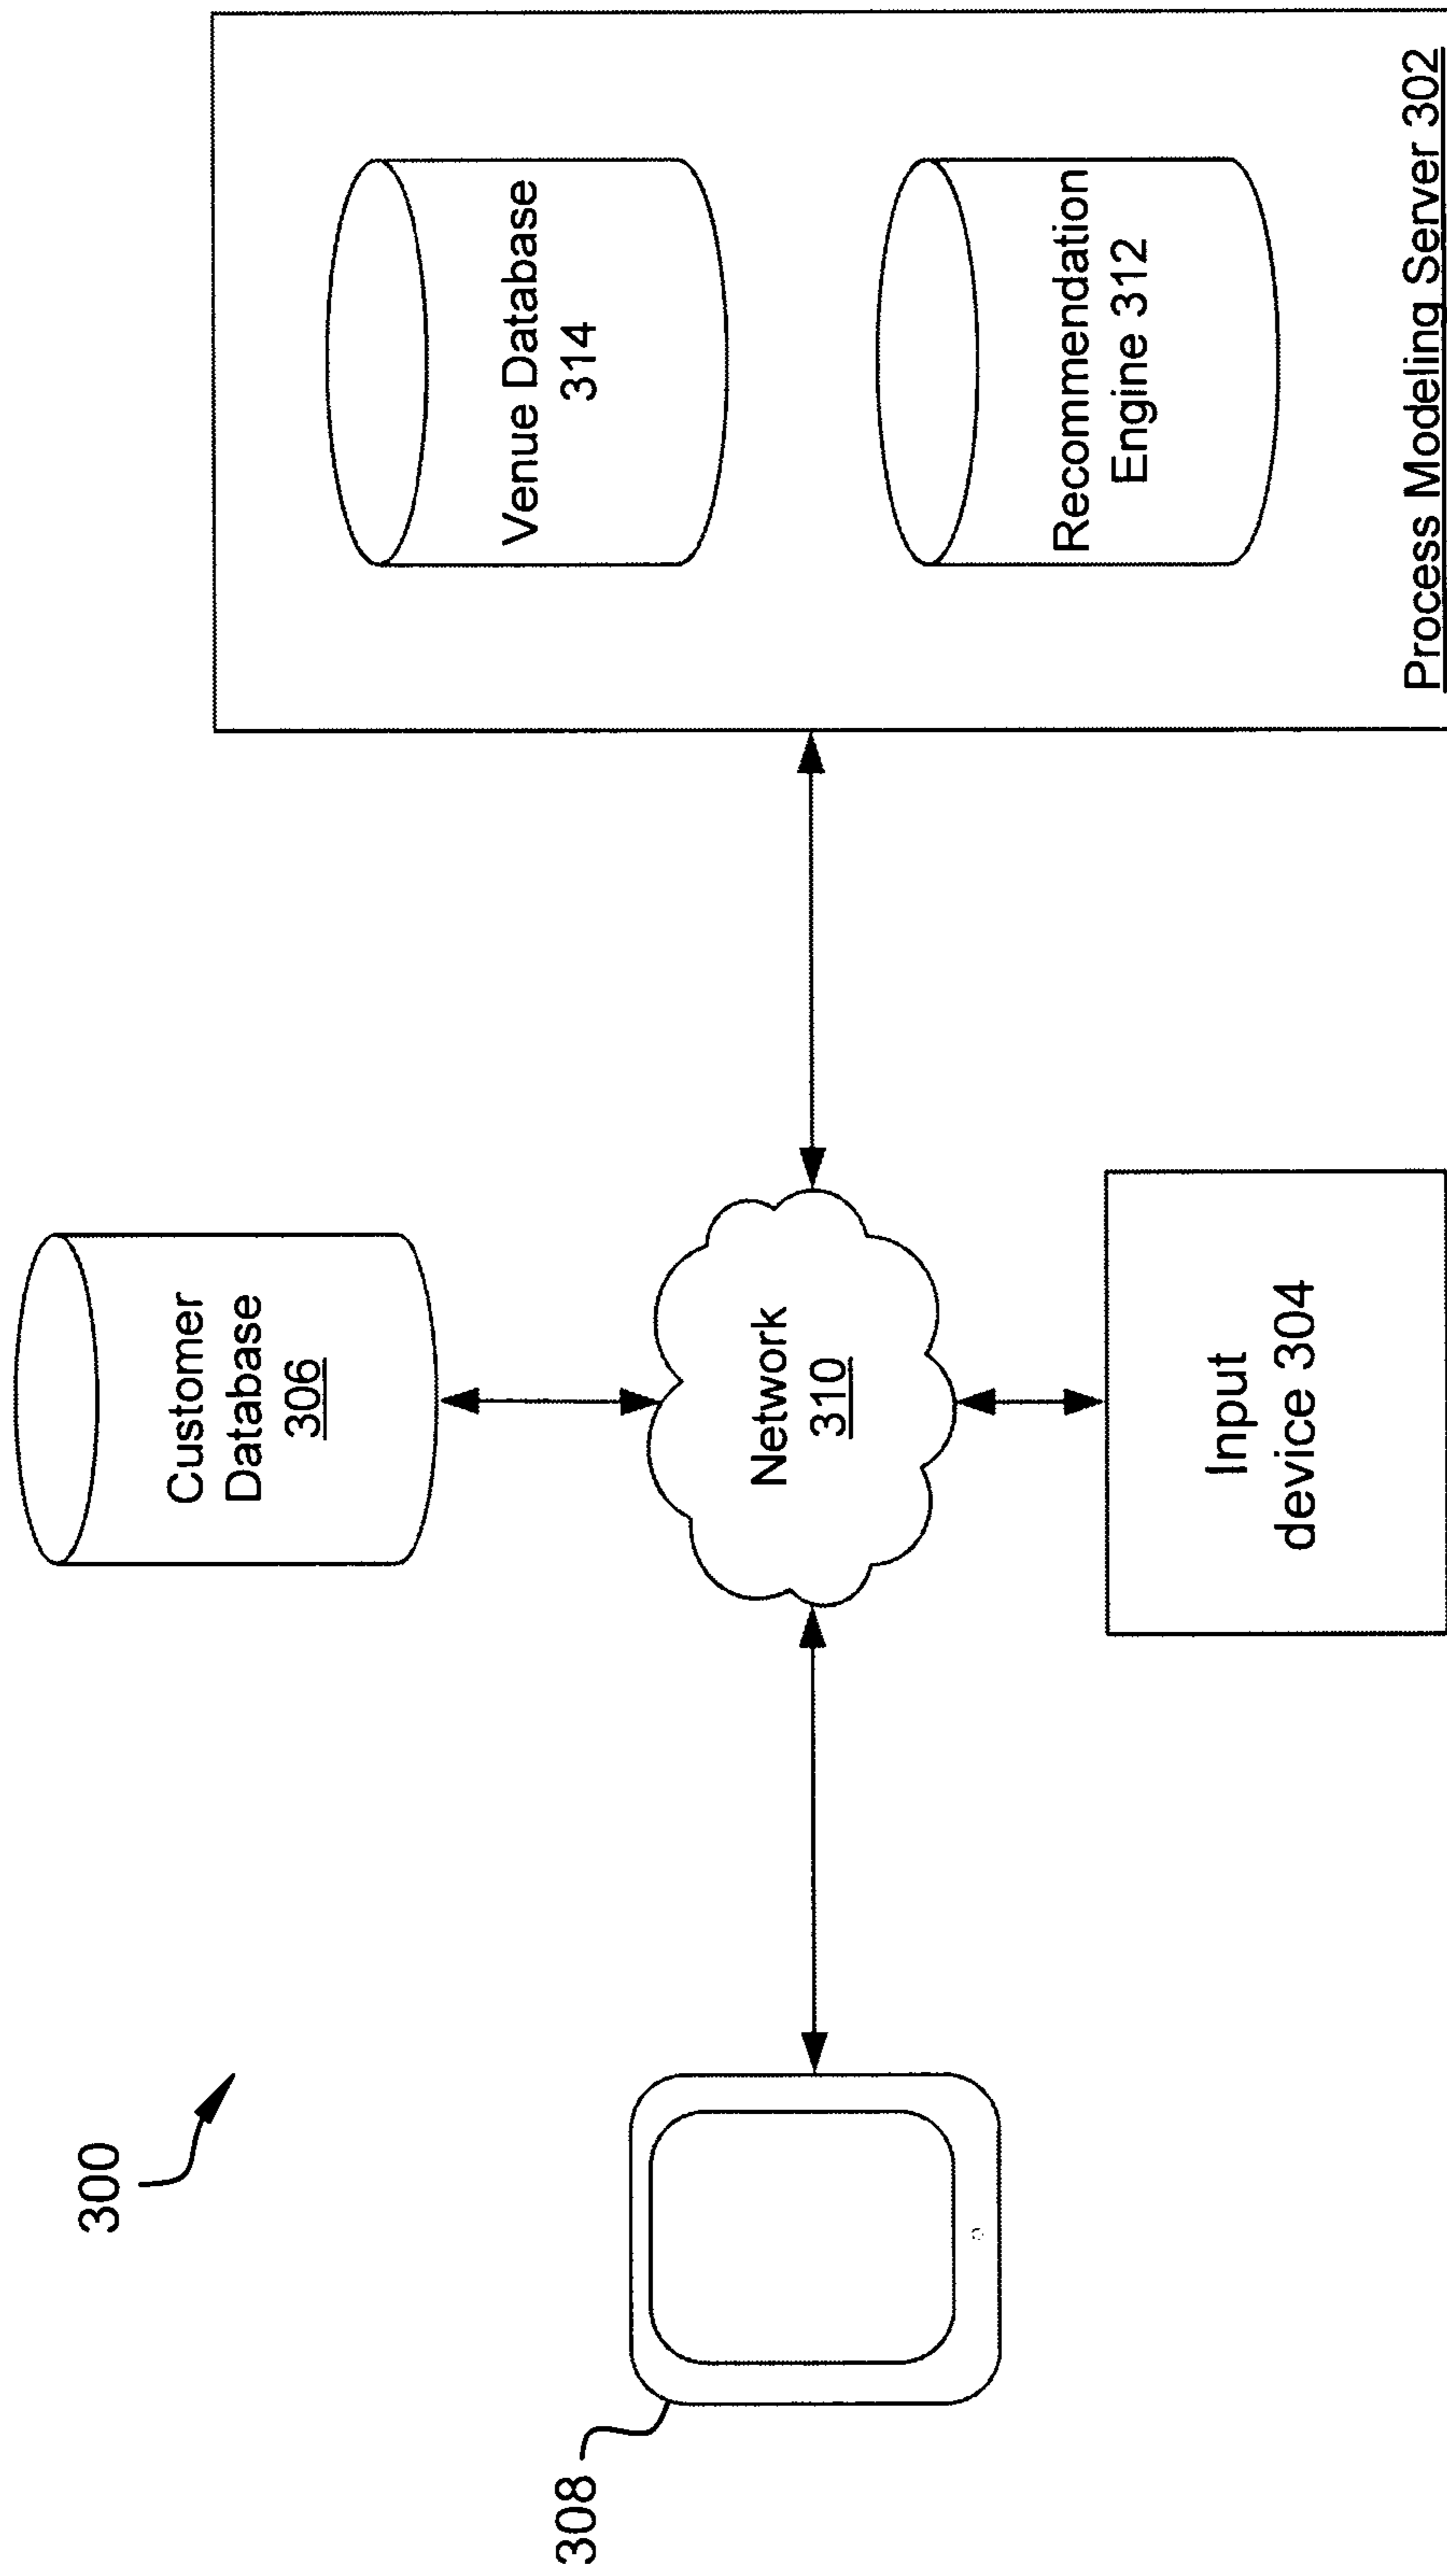 300
308
Customer
Database
306
Network
310
Input
device 304
Venue Database
314
Recommendation
Engine 312
Process Modeling Server 302